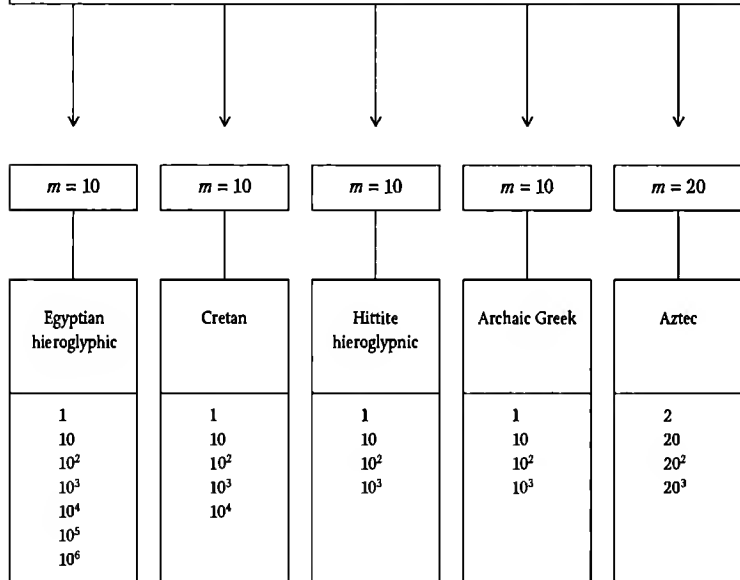 m = 10
m = 10
m = 10
m = 10
m = 20
Egyptian
hieroglyphic
Cretan
Hittite
hieroglypnic
Archaic Greek
Aztec
1
10
10²
10³
10⁴
10⁵
10⁶
1
10
10²
10³
10⁴
1
10
10²
10³
1
10
10²
10³
2
20
20²
20³